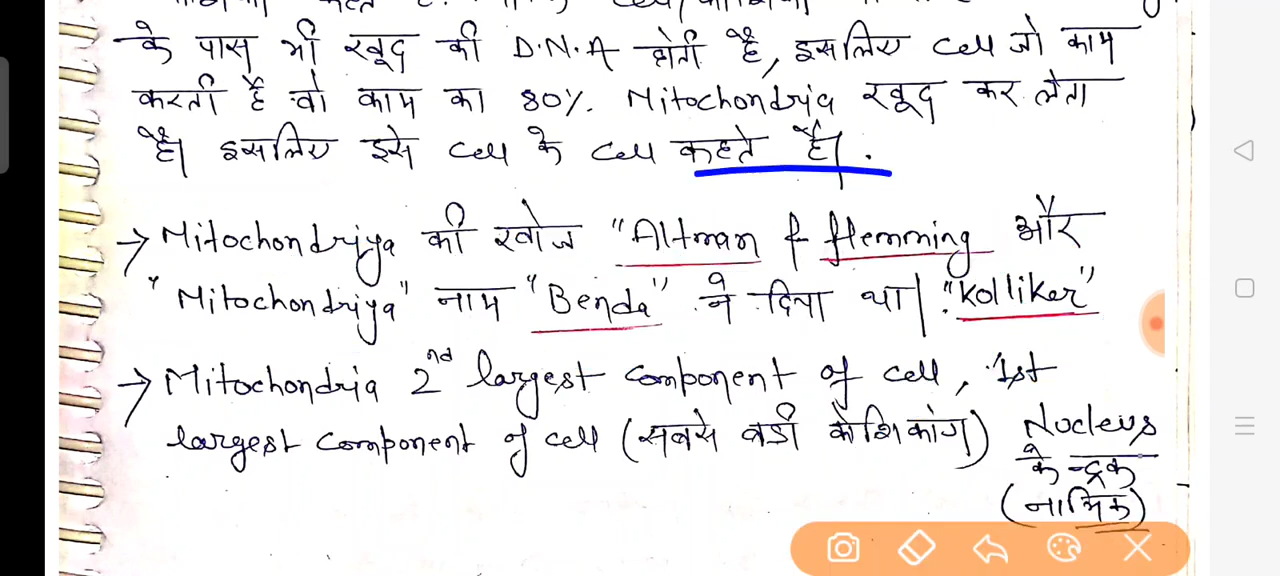 के पास भी खुद की D.N.A होती है, इसलिए cell जो काम
करती है वो काम का 80%. Mitochondria खुद कर लेता
है। इसलिए इसे cell के cell कहते हैं।.
→ Mitochondriya की खोज "Altman & flemming और
"Mitochondriya" नाम "Benda" ने दिया था। "Kolliker"
→ Mitochondria 2nd largest component of cell, 1st
largest component of cell (सबसे बडी कोशिकांग) Nucleus
केन्द्रक
(नाभिक)